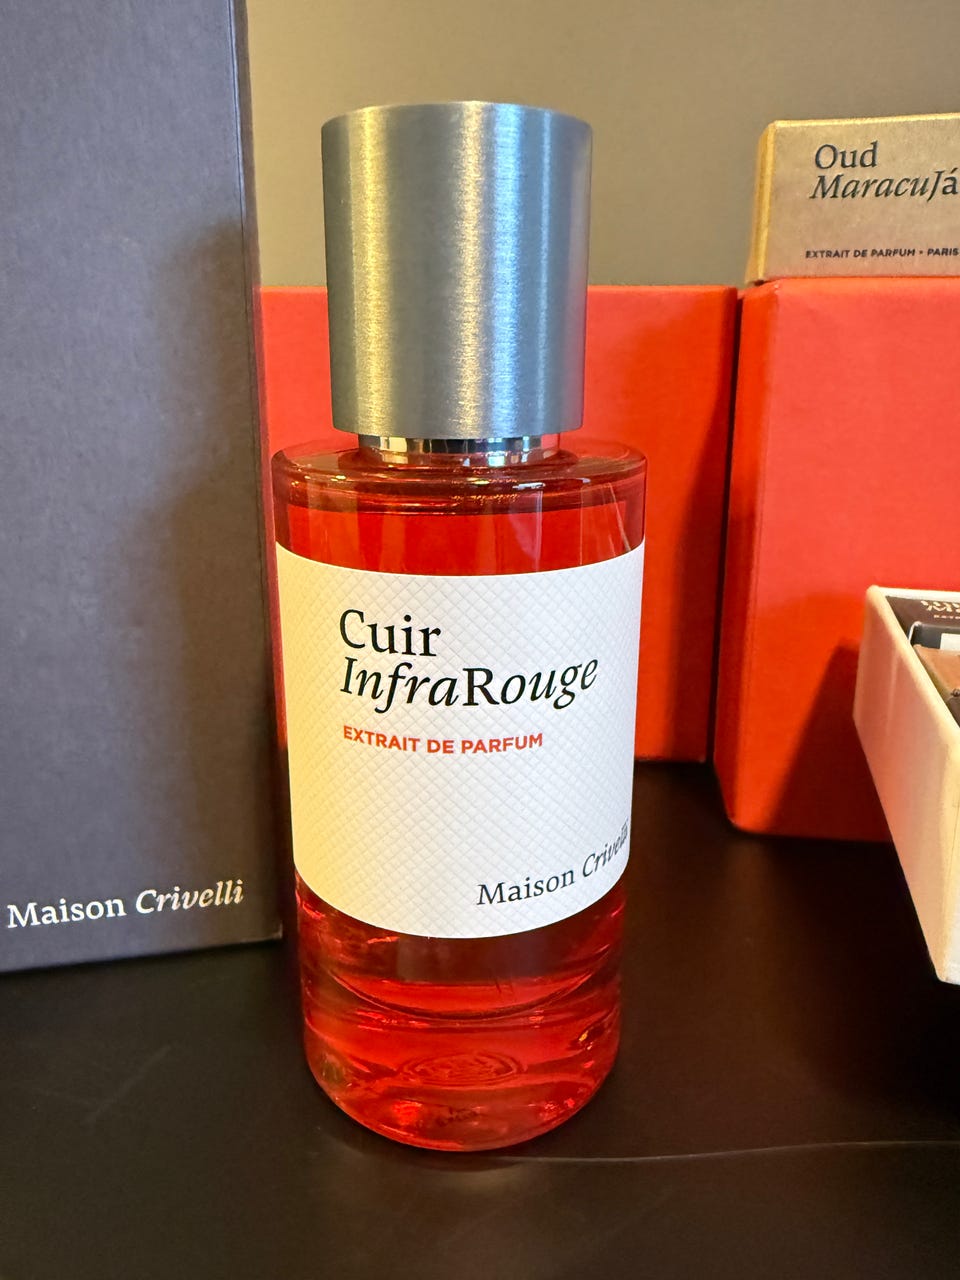 Cuir
InfraRouge
EXTRAIT DE PARFUM
Maison Crivelli
Maison Crivelli
Oud
MaracuJá
EXTRAIT DE PARFUM • PARIS